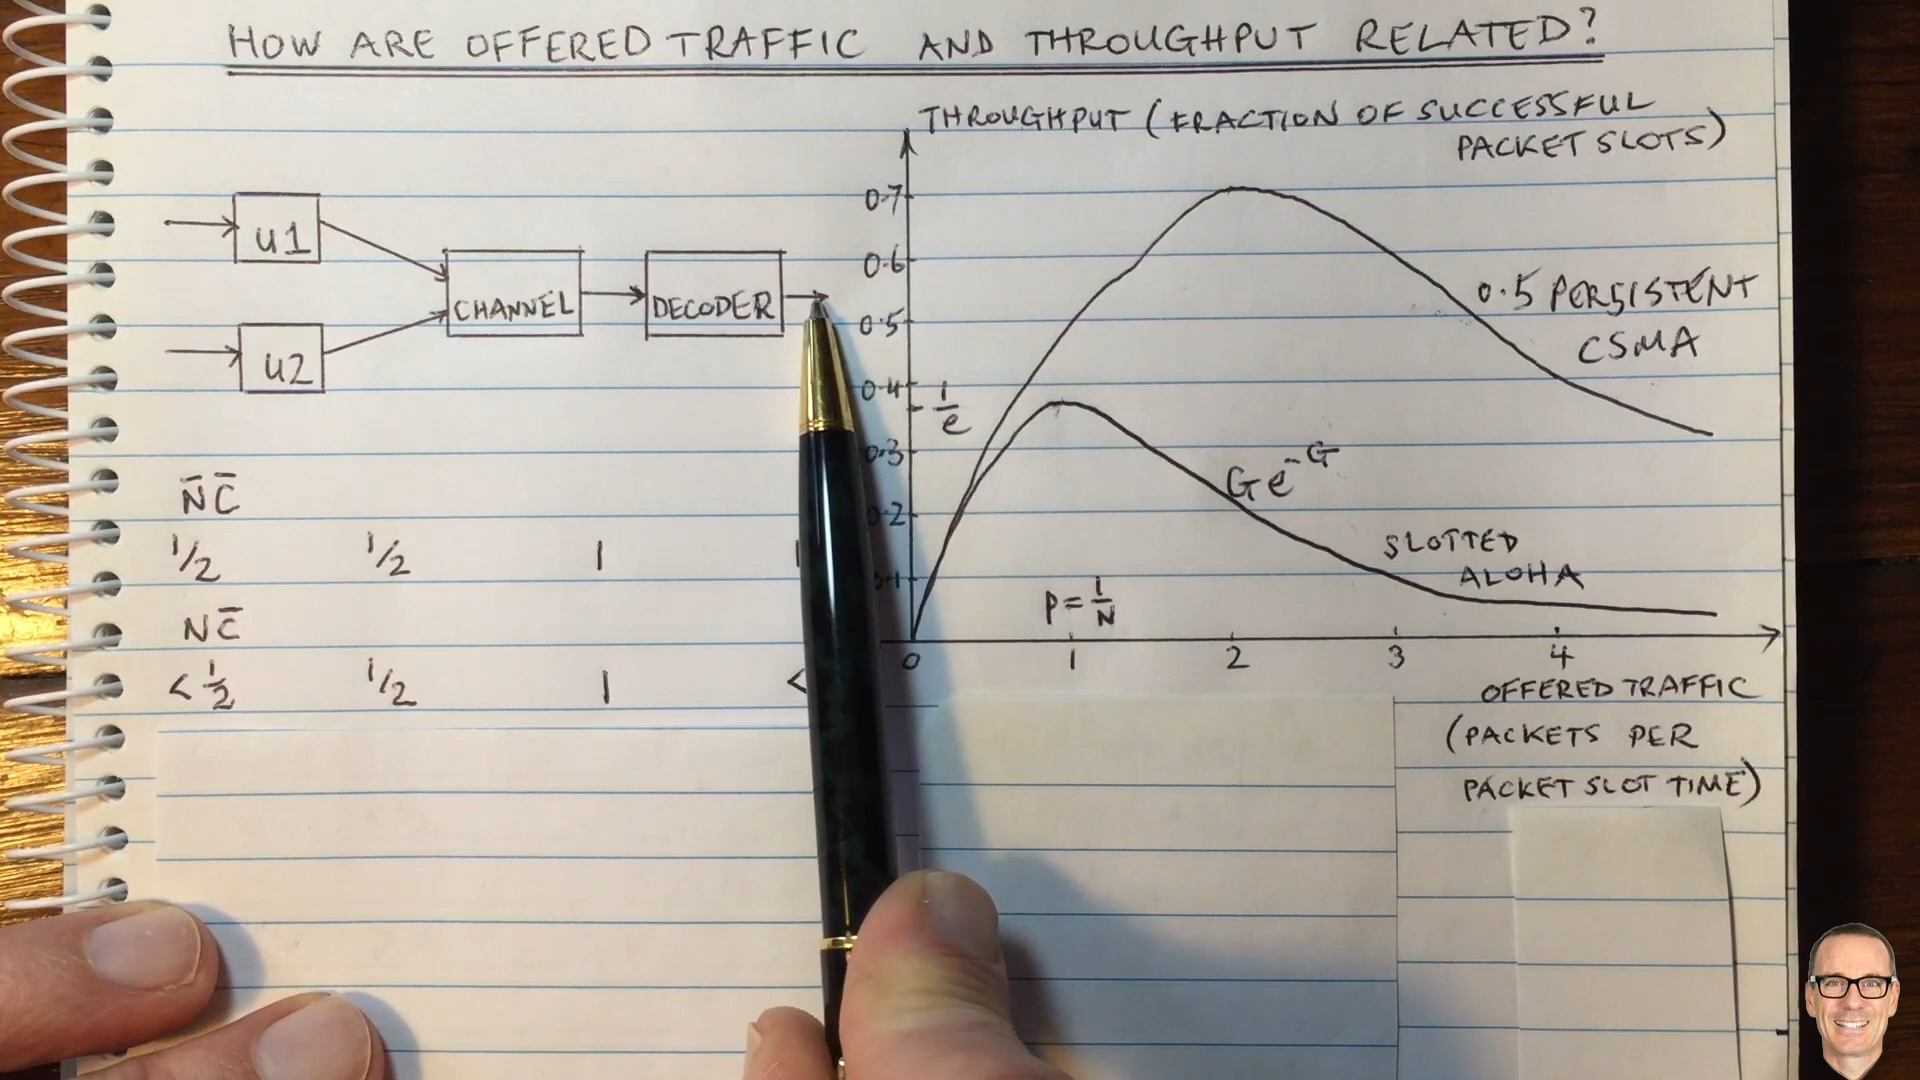 HOW ARE OFFERED TRAFFIC AND THROUGHPUT RELATED?
THROUGHPUT (FRACTION OF SUCCESSFUL
PACKET SLOTS)
U1
U2
CHANNEL
DECODER
N̄ C̄
1/2 1/2 1
N C̄
< 1/2 1/2 1 <
0.7
0.6
0.5
0.4
1/e
0.3
0.2
0 1 2 3 4
0.5 PERSISTENT
CSMA
Ge^-G
SLOTTED
ALOHA
P = 1/N
OFFERED TRAFFIC
(PACKETS PER
PACKET SLOT TIME)